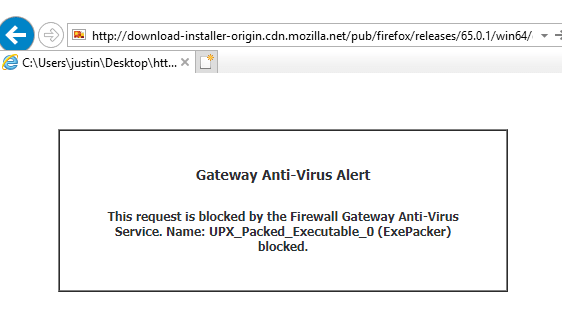 http://download-installer-origin.cdn.mozilla.net/pub/firefox/releases/65.0.1/win64/
C:\Users\justin\Desktop\htt...
Gateway Anti-Virus Alert
This request is blocked by the Firewall Gateway Anti-Virus
Service. Name: UPX_Packed_Executable_0 (ExePacker)
blocked.